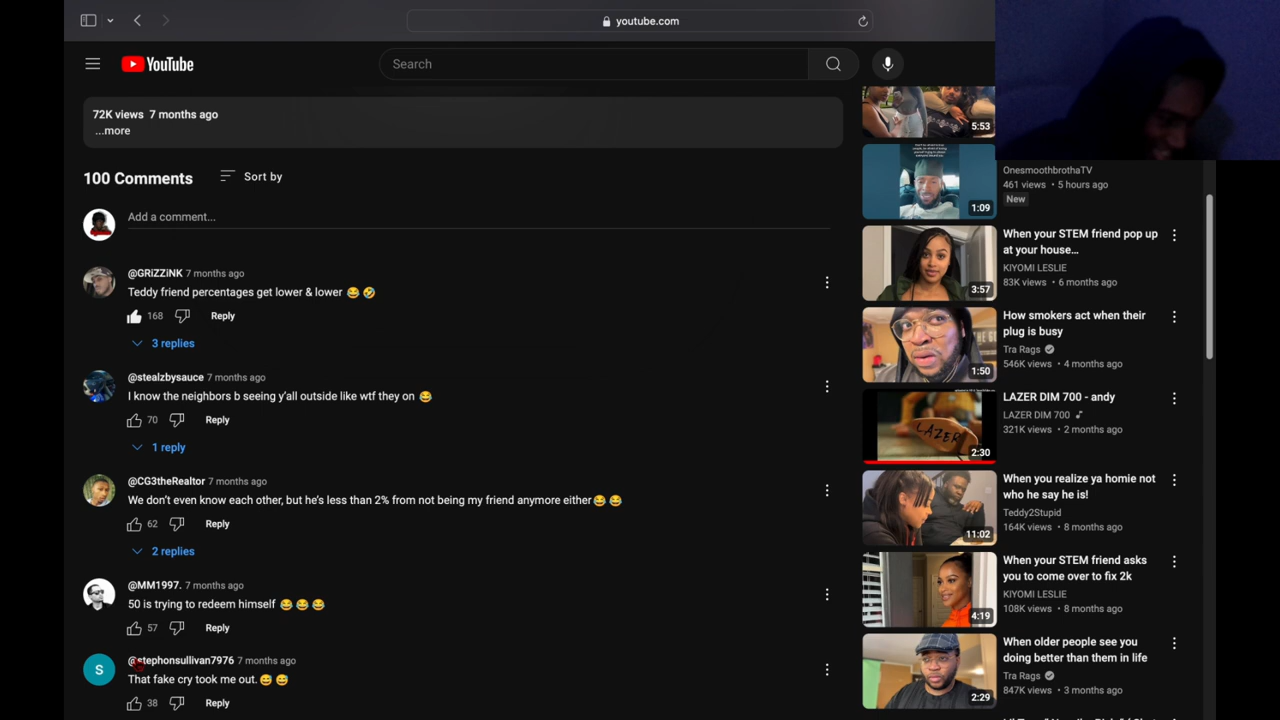 youtube.com
YouTube
Search
72K views 7 months ago
...more
100 Comments
Sort by
Add a comment...
@GRiZZiNK 7 months ago
Teddy friend percentages get lower & lower 😂 🤣
168
Reply
3 replies
@stealzbysauce 7 months ago
I know the neighbors b seeing y'all outside like wtf they on 😂
70
Reply
1 reply
@CG3theRealtor 7 months ago
We don't even know each other, but he's less than 2% from not being my friend anymore either😂 😂
62
Reply
2 replies
@MM1997. 7 months ago
50 is trying to redeem himself 😂 😂 😂
57
Reply
S
@stephonsullivan7976 7 months ago
That fake cry took me out. 😅 😅
38
Reply
5:53
OnesmoothbrothaTV
461 views • 5 hours ago
New
1:09
When your STEM friend pop up
at your house...
KIYOMI LESLIE
83K views • 6 months ago
3:57
How smokers act when their
plug is busy
Tra Rags
546K views • 4 months ago
1:50
LAZER DIM 700 - andy
LAZER DIM 700
321K views • 2 months ago
LAZER
2:30
When you realize ya homie not
who he say he is!
Teddy2Stupid
164K views • 8 months ago
11:02
When your STEM friend asks
you to come over to fix 2k
KIYOMI LESLIE
108K views • 8 months ago
4:19
When older people see you
doing better than them in life
Tra Rags
847K views • 3 months ago
2:29